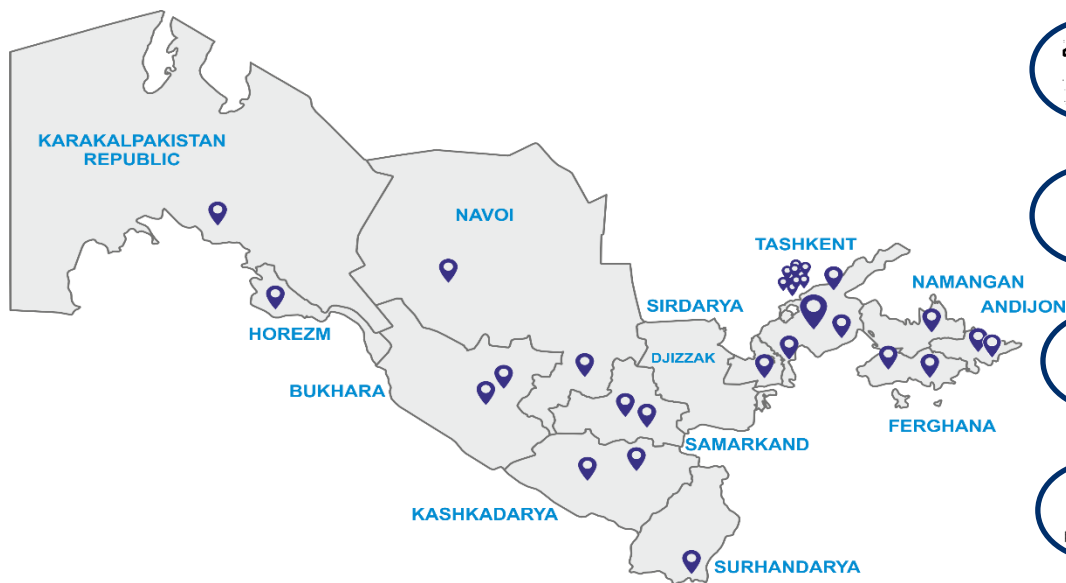 KARAKALPAKISTAN
REPUBLIC
NAVOI
TASHKENT
NAMANGAN
ANDIJON
SIRDARYA
HOREZM
DJIZZAK
BUKHARA
FERGHANA
SAMARKAND
KASHKADARYA
SURHANDARYA